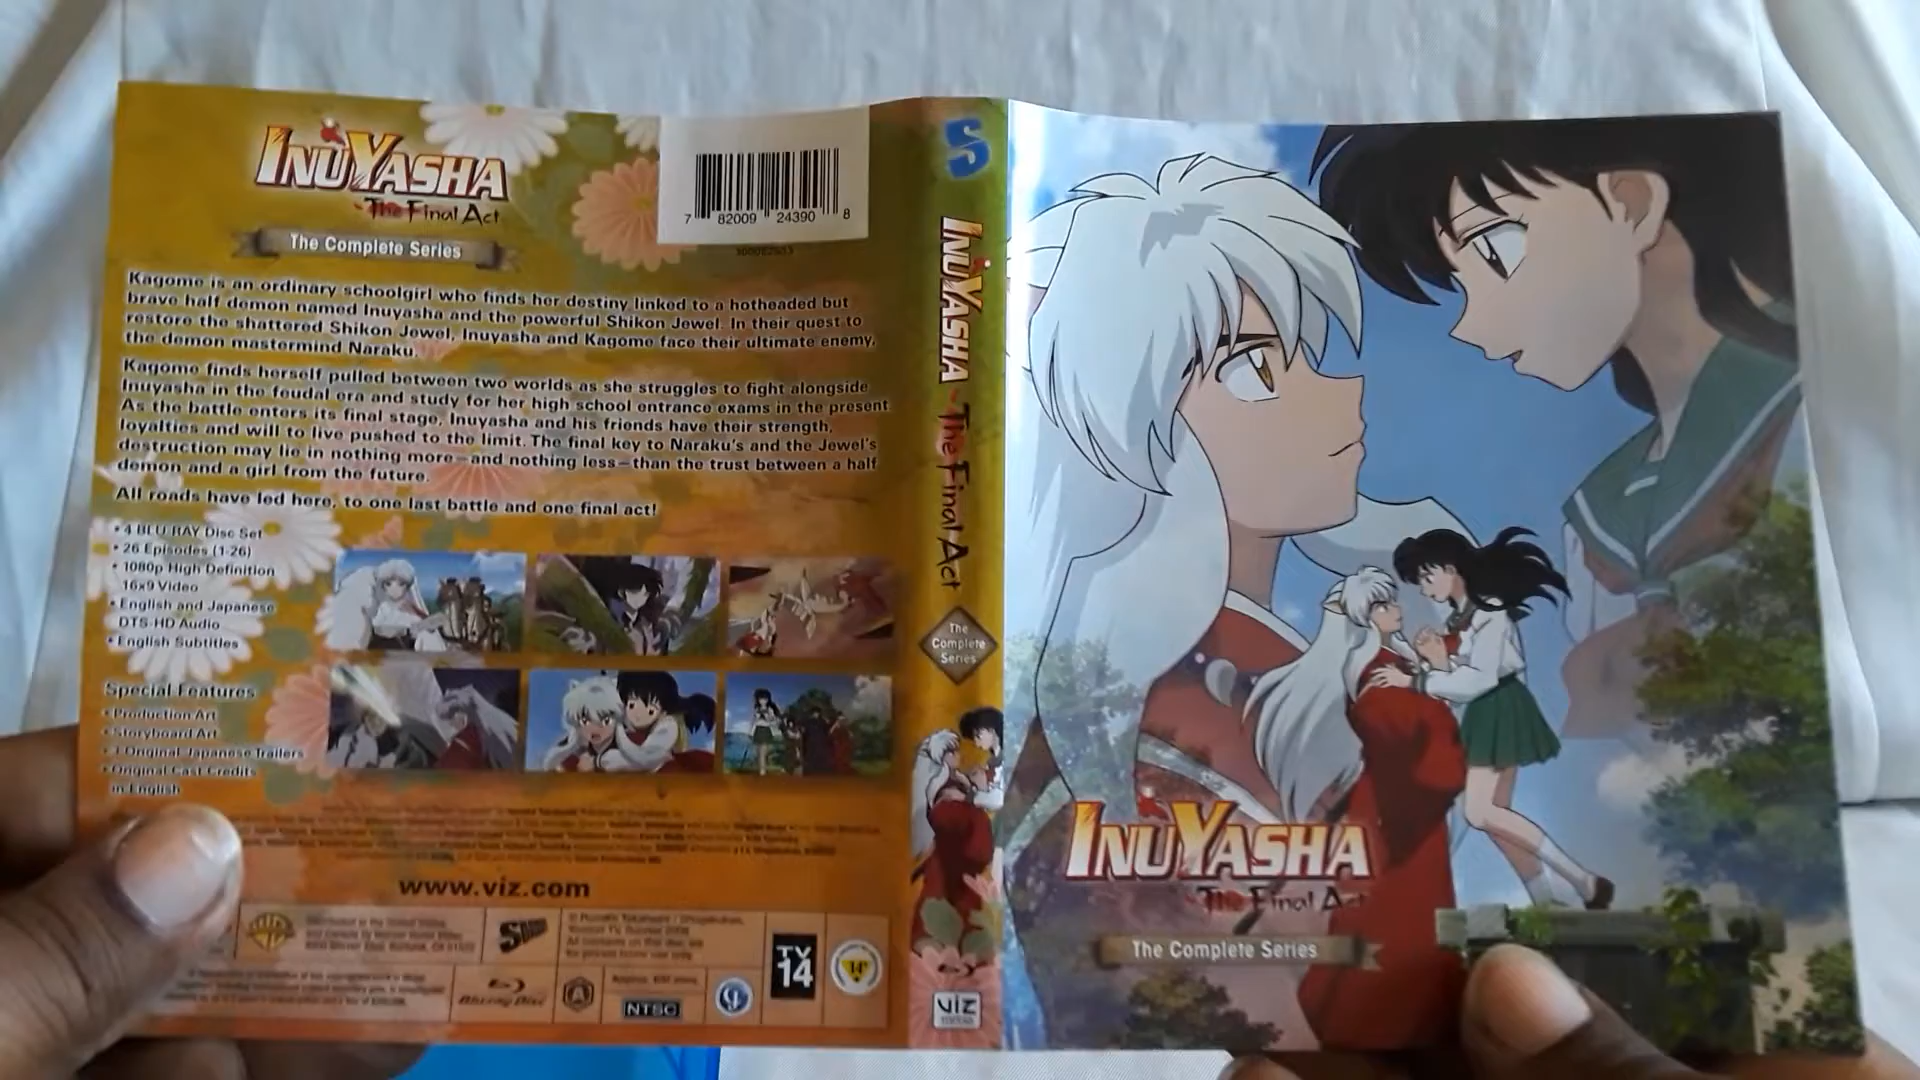 INUYASHA
The Final Act
The Complete Series
7 82009 24390 8
Kagome is an ordinary schoolgirl who finds her destiny linked to a hotheaded but
brave half demon named Inuyasha and the powerful Shikon Jewel. In their quest to
restore the shattered Shikon Jewel, Inuyasha and Kagome face their ultimate enemy,
the demon mastermind Naraku.
Kagome finds herself pulled between two worlds as she struggles to fight alongside
Inuyasha in the feudal era and study for her high school entrance exams in the present.
As the battle enters its final stage, Inuyasha and his friends have their strength,
loyalties and will to live pushed to the limit. The final key to Naraku's and the Jewel's
destruction may lie in nothing more—and nothing less—than the trust between a half
demon and a girl from the future.
All roads have led here, to one last battle and one final act!
• 4 BLU-RAY Disc Set
• 26 Episodes (1-26)
• 1080p High Definition
16x9 Video
• English and Japanese
DTS-HD Audio
• English Subtitles
Special Features
• Production Art
• Storyboard Art
• 3 Original Japanese Trailers
• Original Cast Credits
in English
www.viz.com
Blu-ray Disc
A
NTSC
TV
14
14
S
INUYASHA
The Final Act
The
Complete
Series
VIZ
INUYASHA
The Final Act
The Complete Series